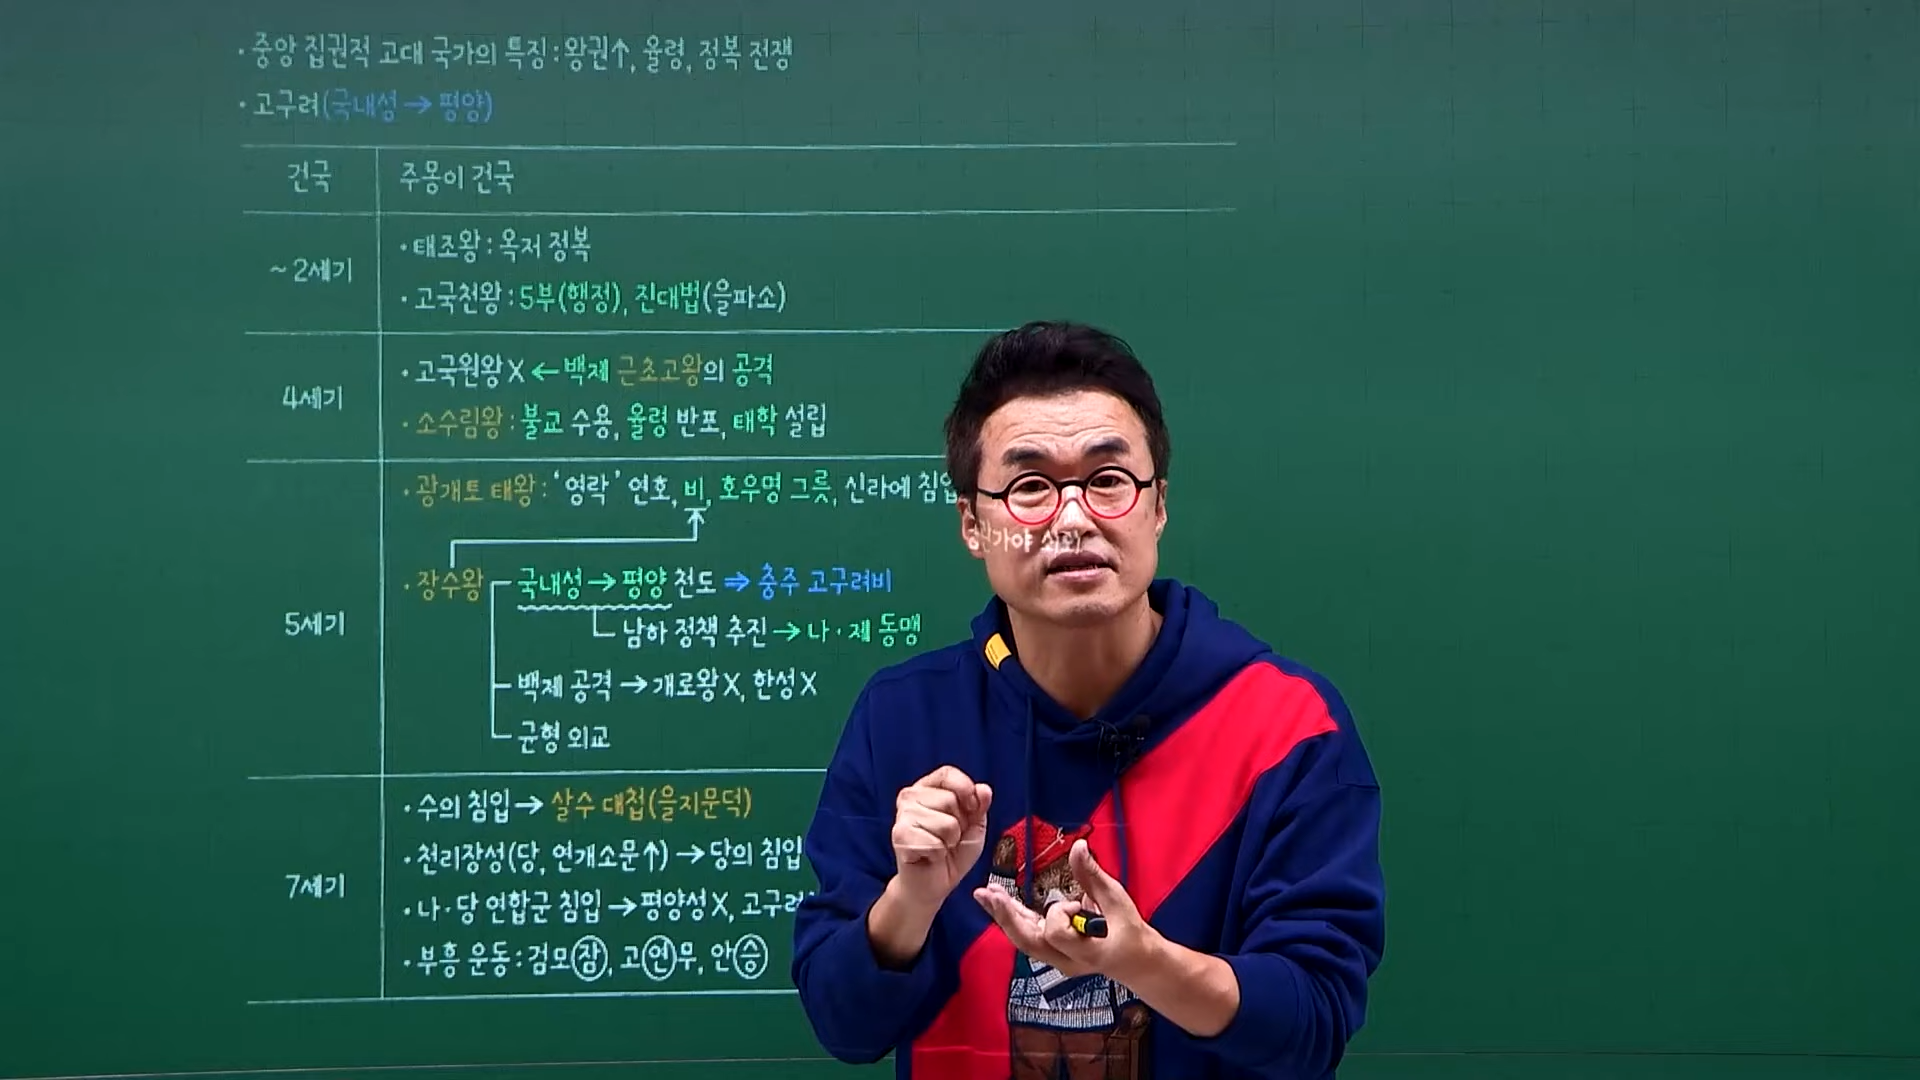 · 중앙 집권적 고대 국가의 특징 : 왕권↑, 율령, 정복 전쟁
· 고구려(국내성 → 평양)
건국 주몽이 건국
~2세기
· 태조왕 : 옥저 정복
· 고국천왕 : 5부(행정), 진대법(을파소)
4세기
· 고국원왕X ← 백제 근초고왕의 공격
· 소수림왕 : 불교 수용, 율령 반포, 태학 설립
5세기
· 광개토 태왕 : '영락' 연호, 비, 호우명 그릇, 신라에 침입
가야
· 장수왕 국내성 → 평양 천도 ⇒ 충주 고구려비
남하 정책 추진 → 나·제 동맹
백제 공격 → 개로왕X, 한성X
균형 외교
7세기
· 수의 침입 → 살수 대첩(을지문덕)
· 천리장성(당, 연개소문↑) → 당의 침입
· 나·당 연합군 침입 → 평양성X, 고구려
· 부흥 운동 : 검모잠, 고연무, 안승